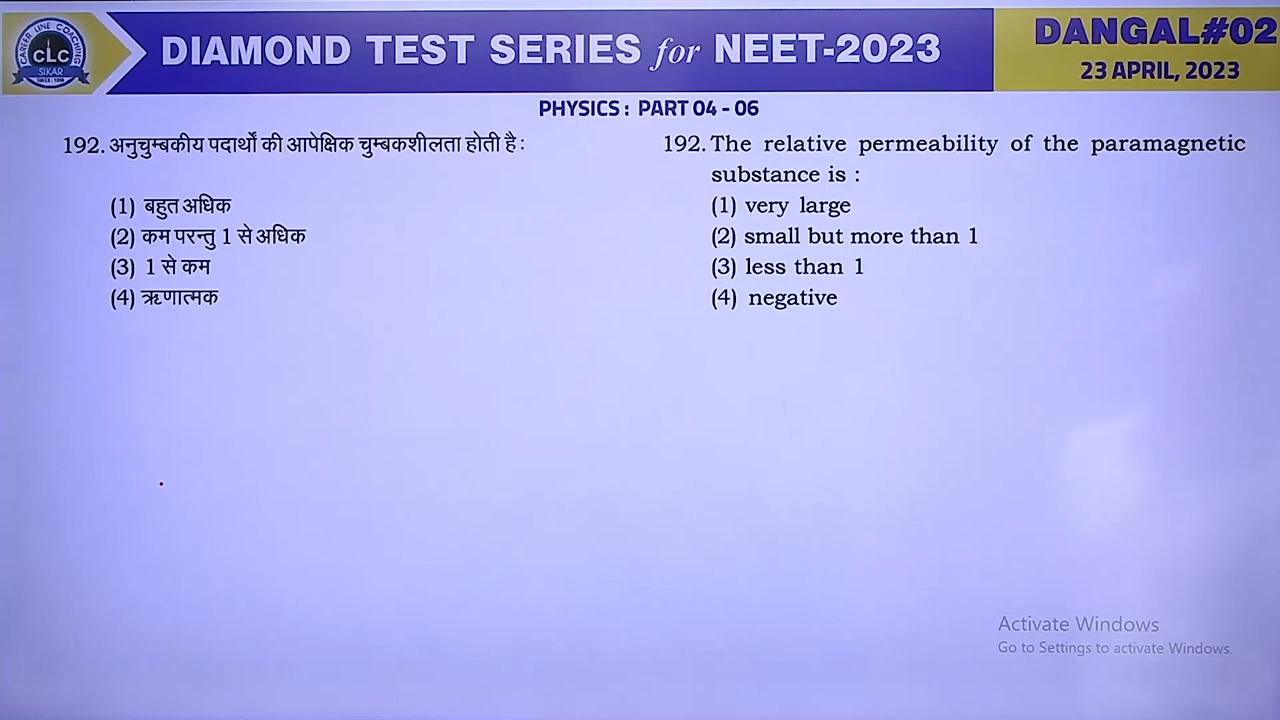 CAREER LINE COACHING
CLC
SIKAR
SINCE : 1996
DIAMOND TEST SERIES for NEET-2023
DANGAL#02
23 APRIL, 2023
PHYSICS : PART 04 - 06
192. अनुचुम्बकीय पदार्थों की आपेक्षिक चुम्बकशीलता होती है :
(1) बहुत अधिक
(2) कम परन्तु 1 से अधिक
(3) 1 से कम
(4) ऋणात्मक
192. The relative permeability of the paramagnetic
substance is :
(1) very large
(2) small but more than 1
(3) less than 1
(4) negative
Activate Windows
Go to Settings to activate Windows.